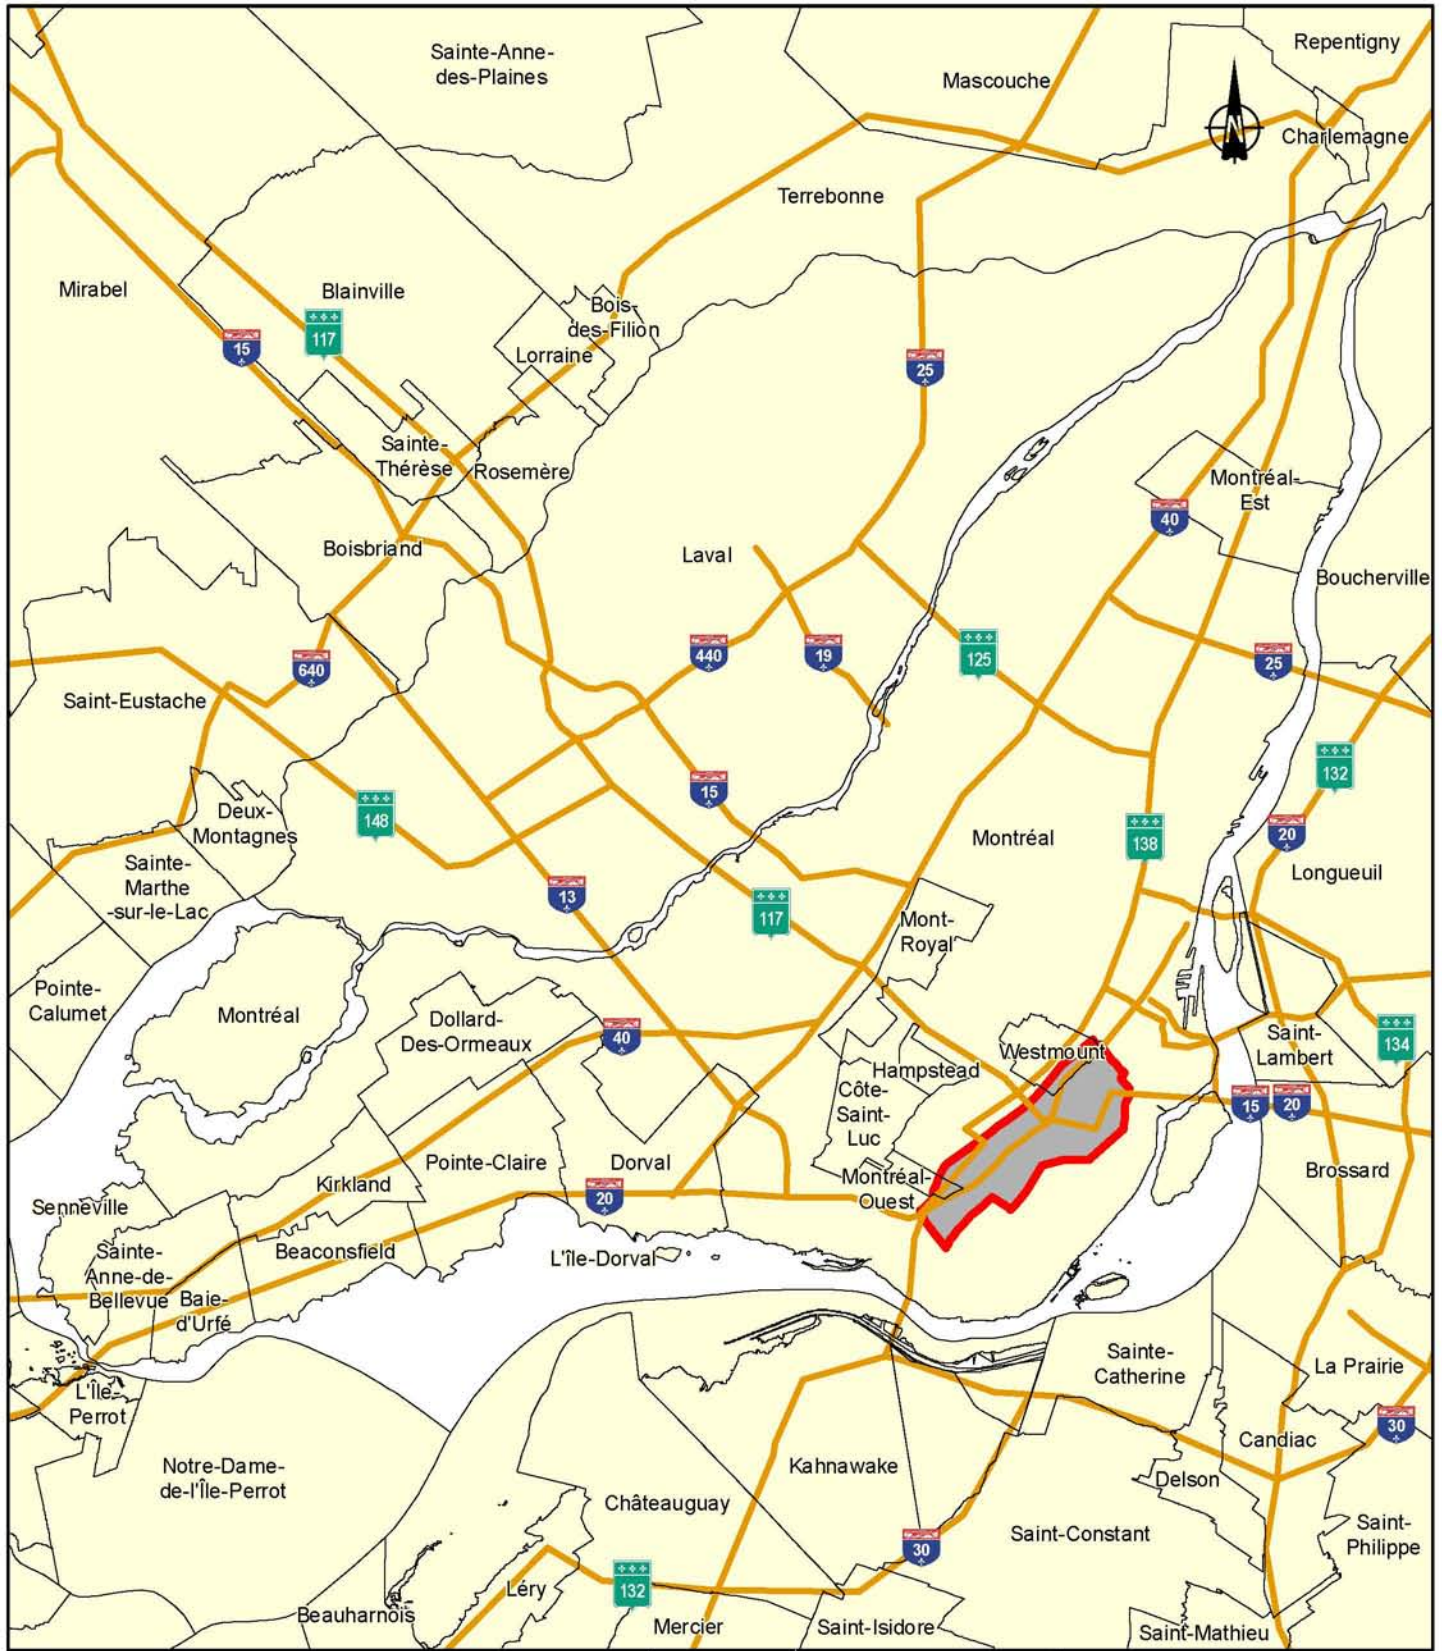 Sainte-Anne-
des-Plaines
Mascouche
Repentigny
N
Charlemagne
Terrebonne
Mirabel
Blainville
Bois-
des-Filion
117
15
Lorraine
25
Sainte-
Thérèse
Rosemère
Montréal-
Est
40
Boisbriand
Laval
Boucherville
640
440
19
125
25
Saint-Eustache
132
15
Deux-
Montagnes
148
20
138
Montréal
Sainte-
Marthe
-sur-le-Lac
13
117
Longueuil
Mont-
Royal
Pointe-
Calumet
Montréal
Dollard-
Des-Ormeaux
40
Saint-
Lambert
134
Westmount
Hampstead
Côte-
Saint-
Luc
15
20
Pointe-Claire
Dorval
Brossard
Kirkland
Montréal-
Ouest
20
Senneville
Sainte-
Anne-de-
Bellevue
Beaconsfield
L'île-Dorval
Baie-
d'Urfé
L'Île-
Perrot
Sainte-
Catherine
La Prairie
30
Candiac
Notre-Dame-
de-l'Île-Perrot
Kahnawake
Delson
Châteauguay
Saint-Constant
Saint-
Philippe
30
Léry
132
Beauharnois
Mercier
Saint-Isidore
Saint-Mathieu